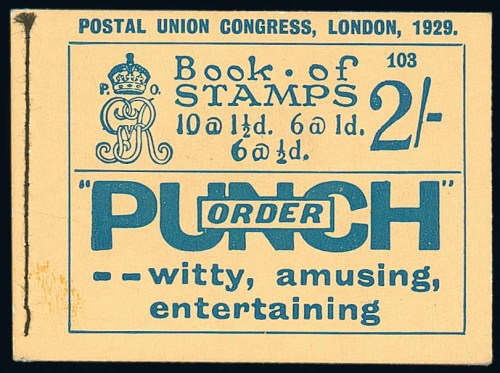 POSTAL UNION CONGRESS, LONDON, 1929.
P. O.
GRV
Book · of 103
STAMPS 2/-
10 @ 1½d. 6 @ 1d.
6 @ ½d.
"PUNCH"
ORDER
--witty, amusing,
entertaining